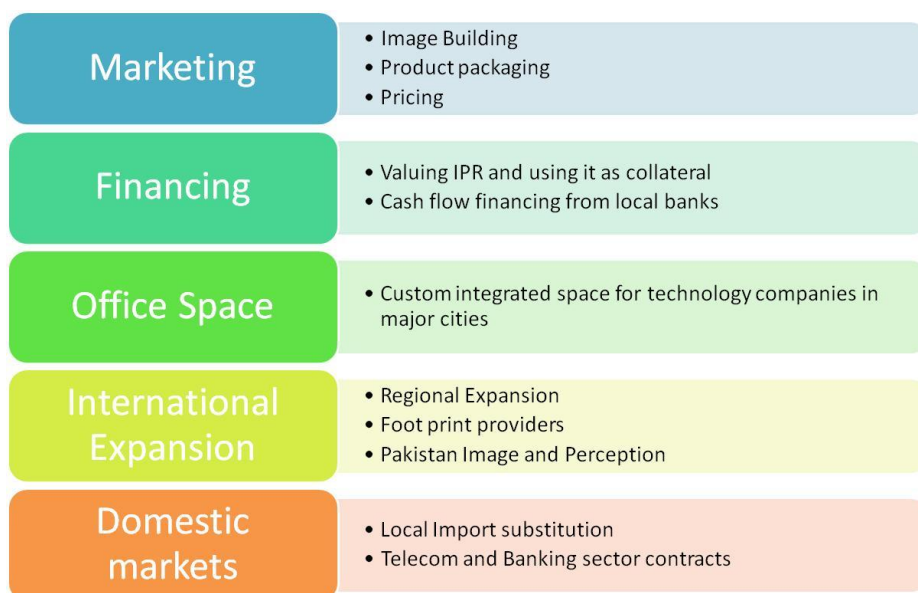 Marketing
• Image Building
• Product packaging
• Pricing
Financing
• Valuing IPR and using it as collateral
• Cash flow financing from local banks
Office Space
• Custom integrated space for technology companies in
major cities
International
Expansion
• Regional Expansion
• Foot print providers
• Pakistan Image and Perception
Domestic
markets
• Local Import substitution
• Telecom and Banking sector contracts